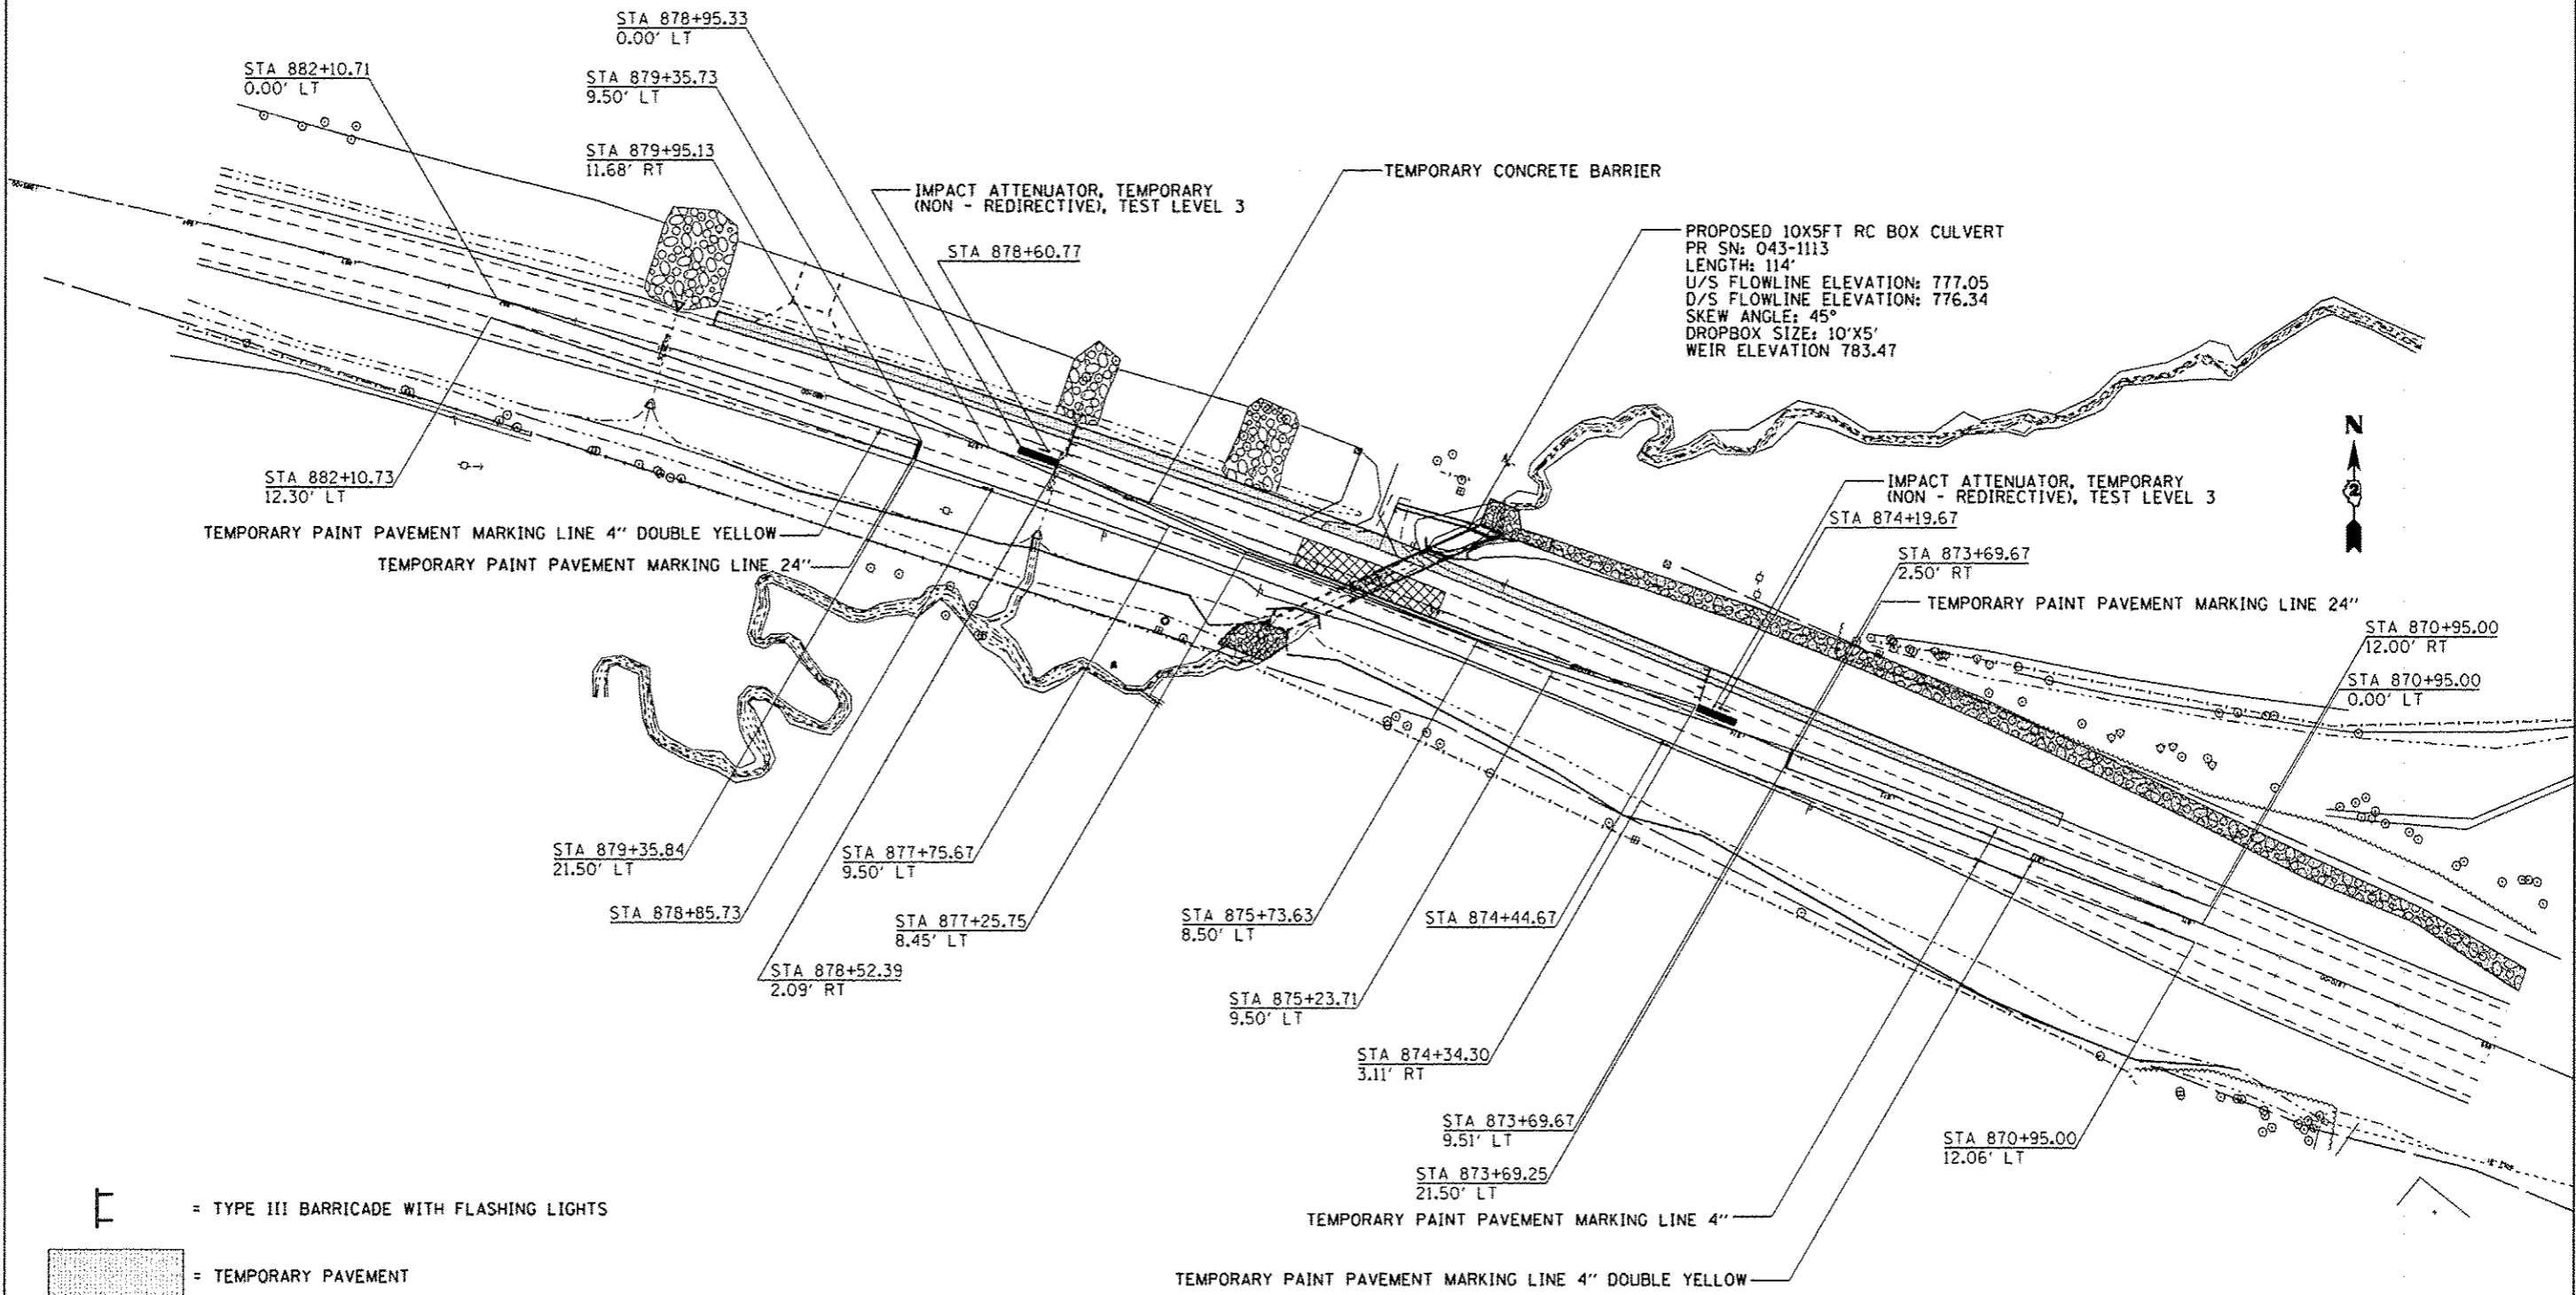 STA 878+95.33
0.00' LT
STA 882+10.71
0.00' LT
STA 879+35.73
9.50' LT
STA 879+95.13
11.68' RT
IMPACT ATTENUATOR, TEMPORARY
(NON - REDIRECTIVE), TEST LEVEL 3
STA 878+60.77
TEMPORARY CONCRETE BARRIER
PROPOSED 10X5FT RC BOX CULVERT
PR SN: 043-1113
LENGTH: 114'
U/S FLOWLINE ELEVATION: 777.05
D/S FLOWLINE ELEVATION: 776.34
SKEW ANGLE: 45°
DROPBOX SIZE: 10'X5'
WEIR ELEVATION 783.47
N
2
STA 882+10.73
12.30' LT
TEMPORARY PAINT PAVEMENT MARKING LINE 4" DOUBLE YELLOW
TEMPORARY PAINT PAVEMENT MARKING LINE 24"
IMPACT ATTENUATOR, TEMPORARY
(NON - REDIRECTIVE), TEST LEVEL 3
STA 874+19.67
STA 873+69.67
2.50' RT
TEMPORARY PAINT PAVEMENT MARKING LINE 24"
STA 870+95.00
12.00' RT
STA 870+95.00
0.00' LT
STA 879+35.84
21.50' LT
STA 878+85.73
STA 877+75.67
9.50' LT
STA 877+25.75
8.45' LT
STA 878+52.39
2.09' RT
STA 875+73.63
8.50' LT
STA 874+44.67
STA 875+23.71
9.50' LT
STA 874+34.30
3.11' RT
STA 873+69.67
9.51' LT
STA 873+69.25
21.50' LT
STA 870+95.00
12.06' LT
TEMPORARY PAINT PAVEMENT MARKING LINE 4"
TEMPORARY PAINT PAVEMENT MARKING LINE 4" DOUBLE YELLOW
= TYPE III BARRICADE WITH FLASHING LIGHTS
= TEMPORARY PAVEMENT